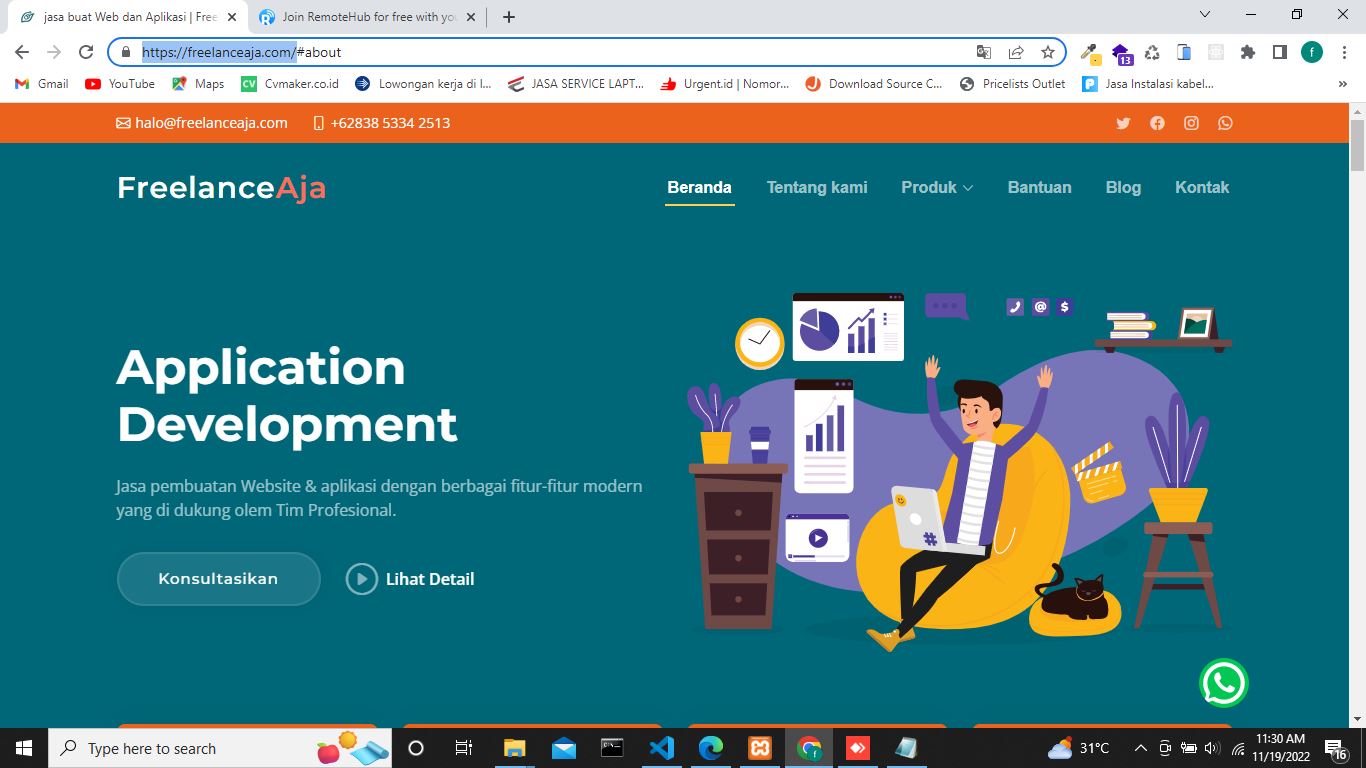 jasa buat Web dan Aplikasi | Free
Join RemoteHub for free with you
https://freelanceaja.com/#about
f
13
Gmail
YouTube
Maps
CV
Cvmaker.co.id
Lowongan kerja di I...
JASA SERVICE LAPT...
Urgent.id | Nomor...
Download Source C...
Pricelists Outlet
Jasa Instalasi kabel...
halo@freelanceaja.com
+62838 5334 2513
FreelanceAja
Beranda
Tentang kami
Produk
Bantuan
Blog
Kontak
Application
Development
Jasa pembuatan Website & aplikasi dengan berbagai fitur-fitur modern
yang di dukung olem Tim Profesional.
Konsultasikan
Lihat Detail
@
$
#
Type here to search
31°C
11:30 AM
11/19/2022
16